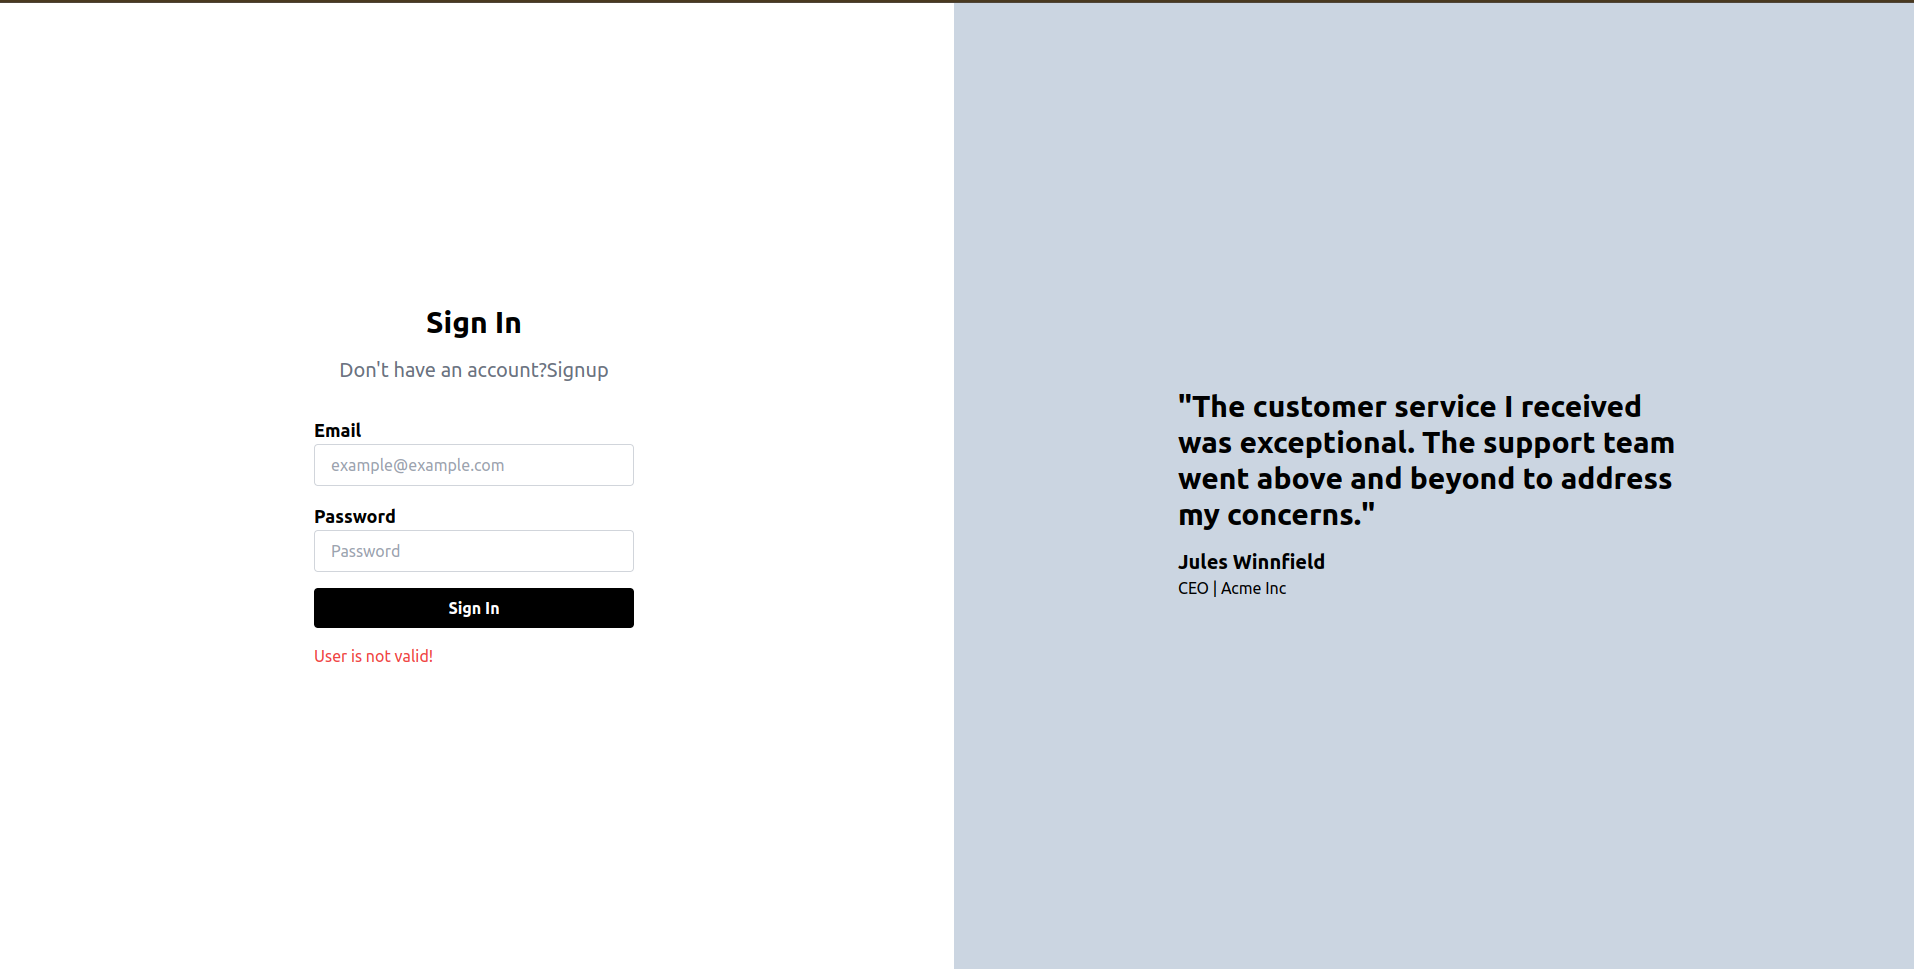 Sign In
Don't have an account?Signup
Email
example@example.com
Password
Password
Sign In
User is not valid!
"The customer service I received
was exceptional. The support team
went above and beyond to address
my concerns."
Jules Winnfield
CEO | Acme Inc